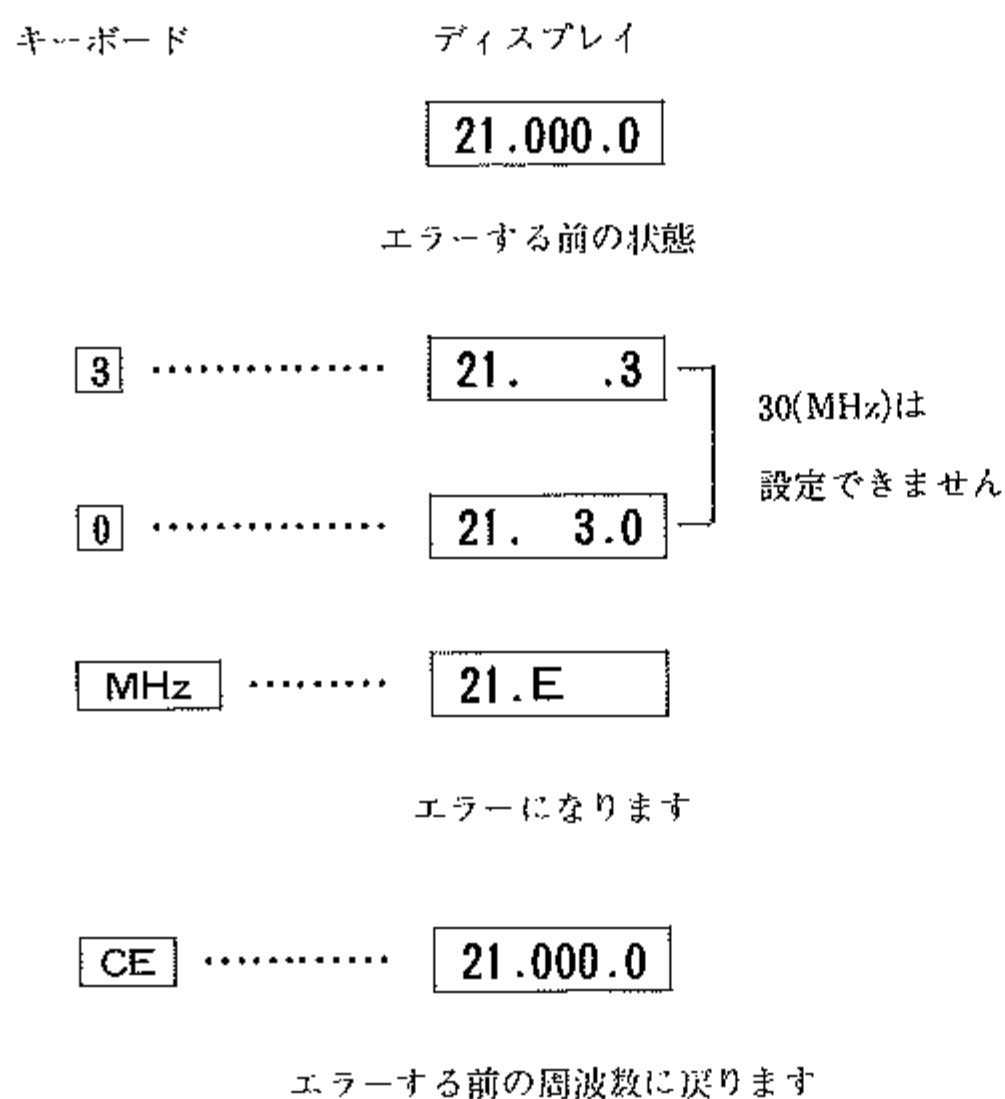 キーボード ディスプレイ
21.000.0
エラーする前の状態
3 ............... 21. .3
30(MHz)は
設定できません
0 ............... 21. 3.0
MHz ......... 21.E
エラーになります
CE ............ 21.000.0
エラーする前の周波数に戻ります